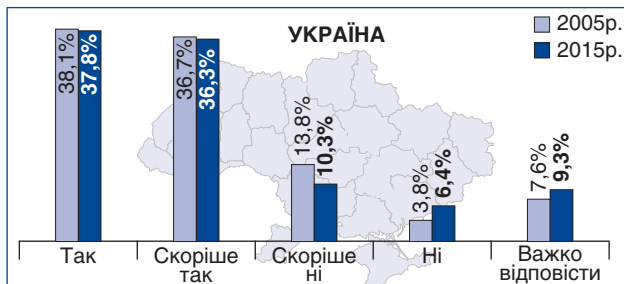 УКРАЇНА
2005р.
2015р.
38,1%
37,8%
36,7%
36,3%
13,8%
10,3%
3,8%
6,4%
7,6%
9,3%
Так
Скоріше
так
Скоріше
ні
Ні
Важко
відповісти